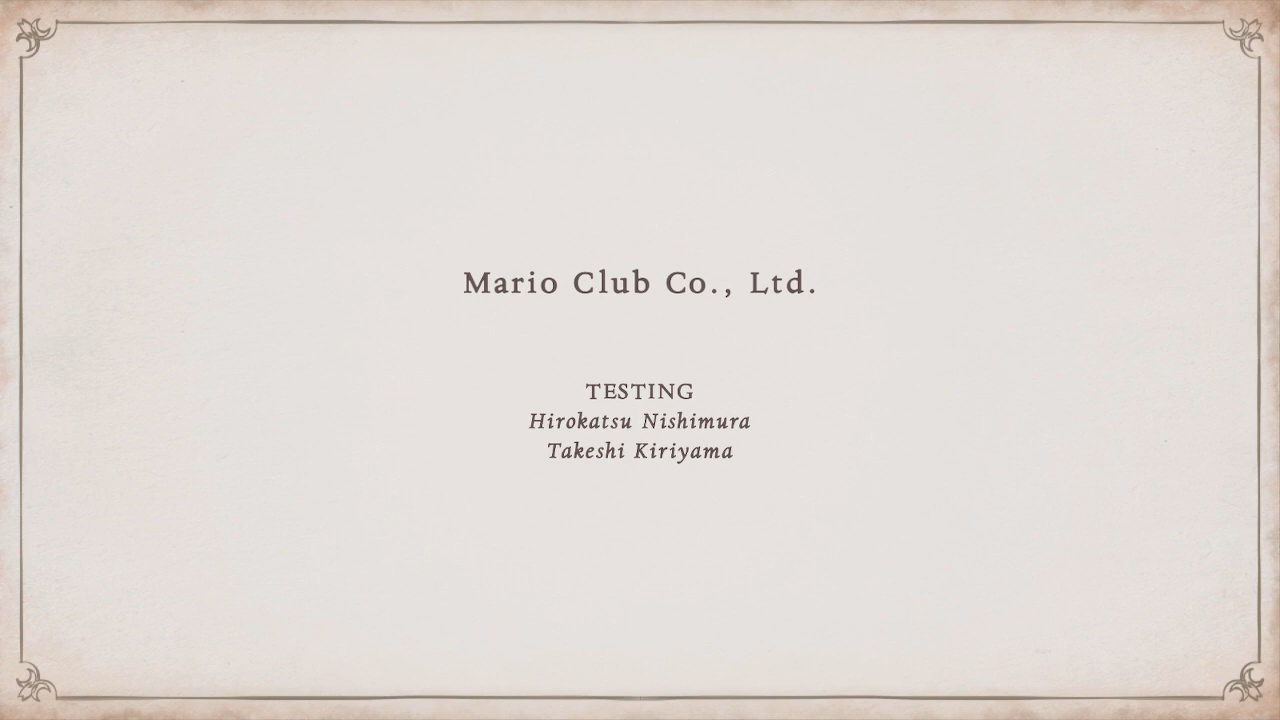 Mario Club Co., Ltd.
TESTING
Hirokatsu Nishimura
Takeshi Kiriyama